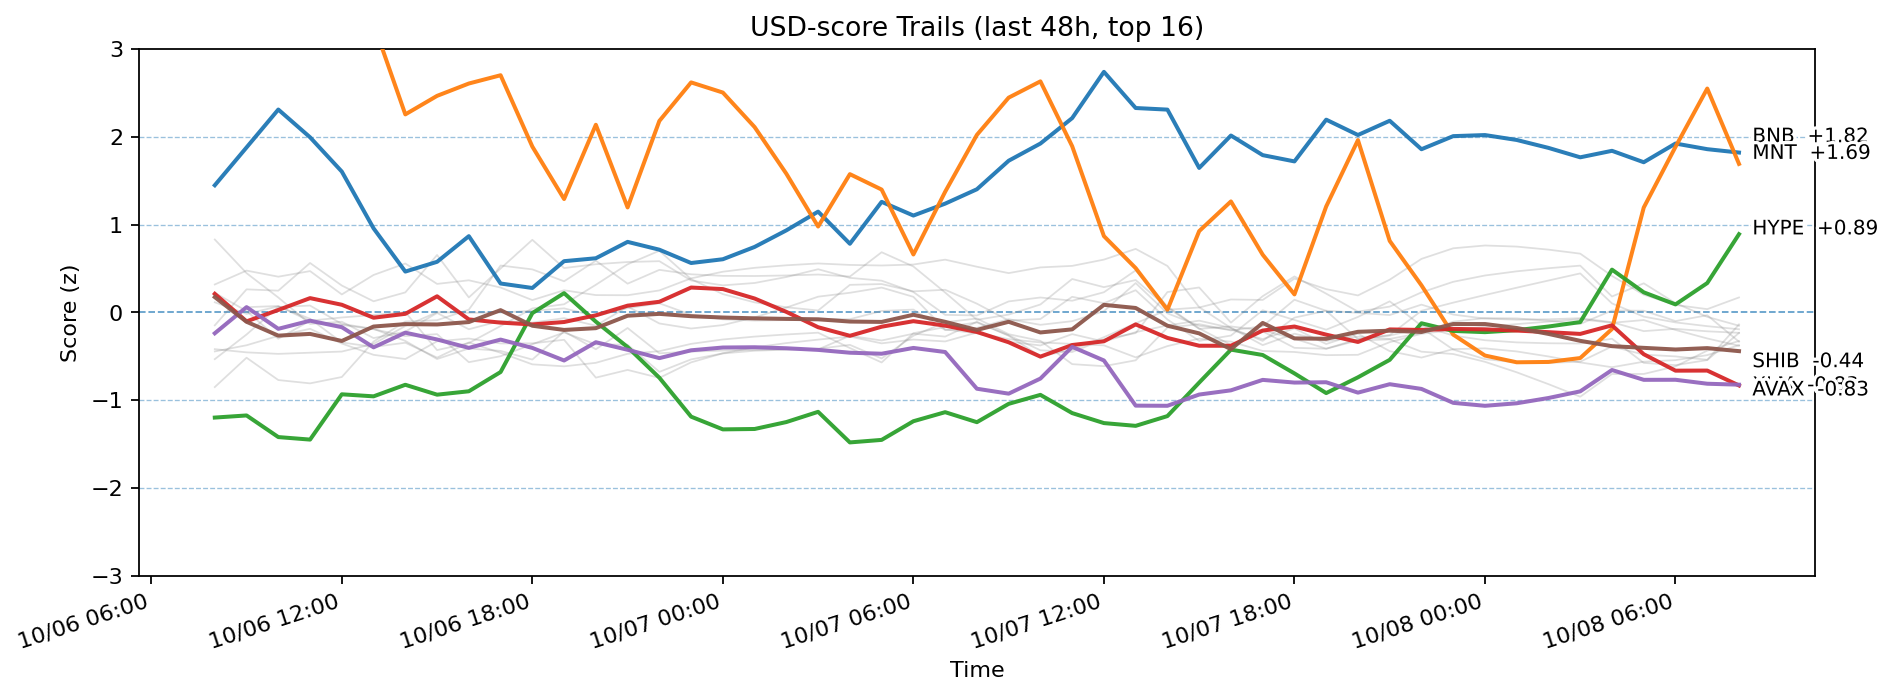 USD-score Trails (last 48h, top 16)
Score (z)
3
2
1
0
−1
−2
−3
BNB +1.82
MNT +1.69
HYPE +0.89
SHIB -0.44
AVAX -0.83
10/06 06:00
10/06 12:00
10/06 18:00
10/07 00:00
10/07 06:00
10/07 12:00
10/07 18:00
10/08 00:00
10/08 06:00
Time